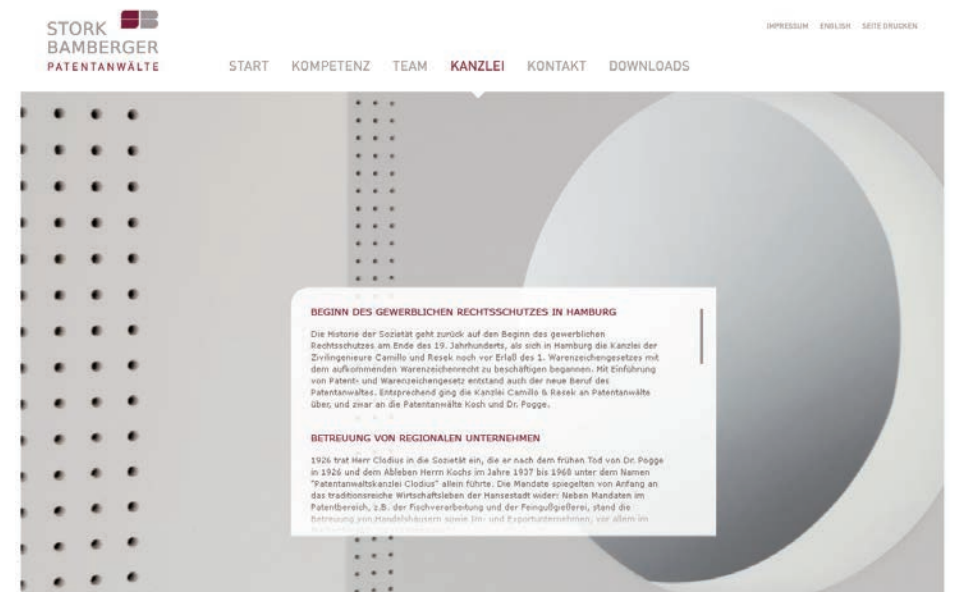 STORK
BAMBERGER
PATENTANWÄLTE
IMPRESSUM ENGLISH SEITE DRUCKEN
START KOMPETENZ TEAM KANZLEI KONTAKT DOWNLOADS
BEGINN DES GEWERBLICHEN RECHTSSCHUTZES IN HAMBURG
Die Historie der Sozietät geht zurück auf den Beginn des gewerblichen
Rechtsschutzes am Ende des 19. Jahrhunderts, als sich in Hamburg die Kanzlei der
Zivilingenieure Camillo und Resek noch vor Erlaß des 1. Warenzeichengesetzes mit
dem aufkommenden Warenzeichenrecht zu beschäftigen begannen. Mit Einführung
von Patent- und Warenzeichengesetz entstand auch der neue Beruf des
Patentanwaltes. Entsprechend ging die Kanzlei Camillo & Resek an Patentanwälte
über, und zwar an die Patentanwälte Koch und Dr. Pogge.
BETREUUNG VON REGIONALEN UNTERNEHMEN
1926 trat Herr Clodius in die Sozietät ein, die er nach dem frühen Tod von Dr. Pogge
in 1926 und dem Ableben Herrn Kochs im Jahre 1937 bis 1968 unter dem Namen
"Patentanwaltskanzlei Clodius" allein führte. Die Mandate spiegelten von Anfang an
das traditionsreiche Wirtschaftsleben der Hansestadt wider: Neben Mandaten im
Patentbereich, z.B. der Fischverarbeitung und der Feingußgießerei, stand die
Betreuung von Handelshäusern sowie Im- und Exportunternehmen, vor allem im